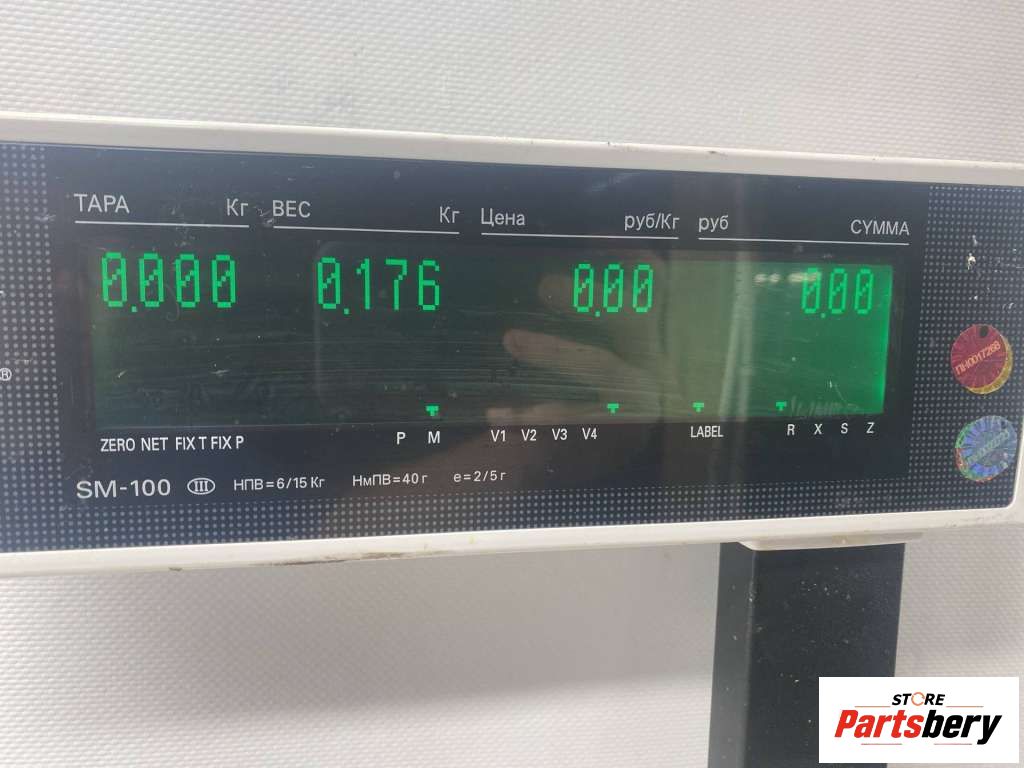 ТАРА Кг ВЕС Кг Цена руб/Кг руб СУММА
0.000 0.176 0.00 0.00
ZERO NET FIX T FIX P P M V1 V2 V3 V4 LABEL R X S Z
SM-100 III НПВ=6/15 Кг НмПВ=40 г e=2/5 г
®
ПН0017268
STORE
Partsbery